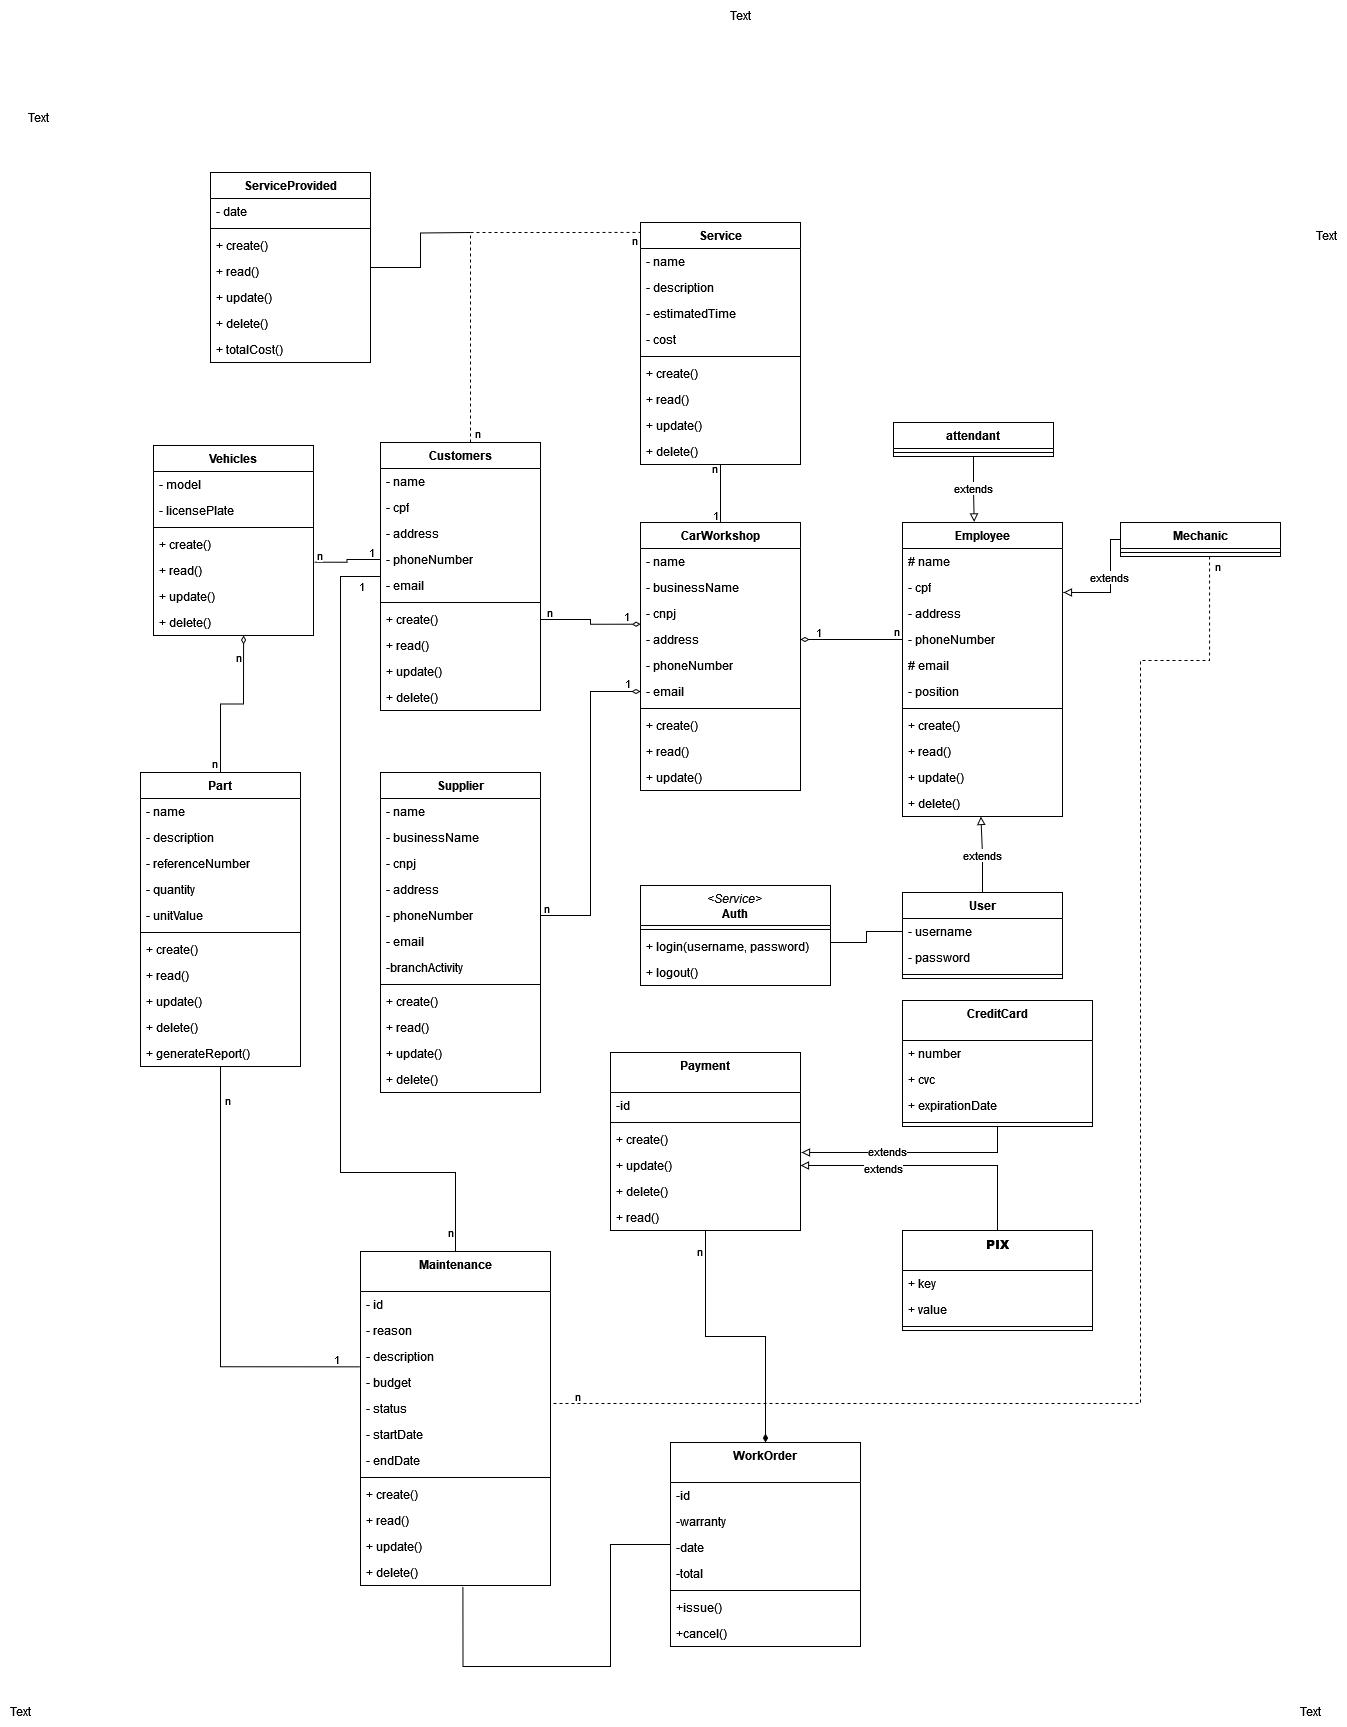 Text
Text
Text
ServiceProvided
- date
+ create()
+ read()
+ update()
+ delete()
+ totalCost()
n
Service
- name
- description
- estimatedTime
- cost
+ create()
+ read()
+ update()
+ delete()
n
n
1
Vehicles
- model
- licensePlate
+ create()
+ read()
+ update()
+ delete()
n
1
1
n
Customers
- name
- cpf
- address
- phoneNumber
- email
+ create()
+ read()
+ update()
+ delete()
n
1
n
1
CarWorkshop
- name
- businessName
- cnpj
- address
- phoneNumber
- email
+ create()
+ read()
+ update()
1
n
attendant
extends
Employee
# name
- cpf
- address
- phoneNumber
# email
- position
+ create()
+ read()
+ update()
+ delete()
extends
Mechanic
extends
n
n
Part
- name
- description
- referenceNumber
- quantity
- unitValue
+ create()
+ read()
+ update()
+ delete()
+ generateReport()
n
1
Supplier
- name
- businessName
- cnpj
- address
- phoneNumber
- email
-branchActivity
+ create()
+ read()
+ update()
+ delete()
<Service>
Auth
+ login(username, password)
+ logout()
User
- username
- password
CreditCard
+ number
+ cvc
+ expirationDate
extends
extends
Payment
-id
+ create()
+ update()
+ delete()
+ read()
n
PIX
+ key
+ value
n
Maintenance
- id
- reason
- description
- budget
- status
- startDate
- endDate
+ create()
+ read()
+ update()
+ delete()
n
WorkOrder
-id
-warranty
-date
-total
+issue()
+cancel()
Text
Text